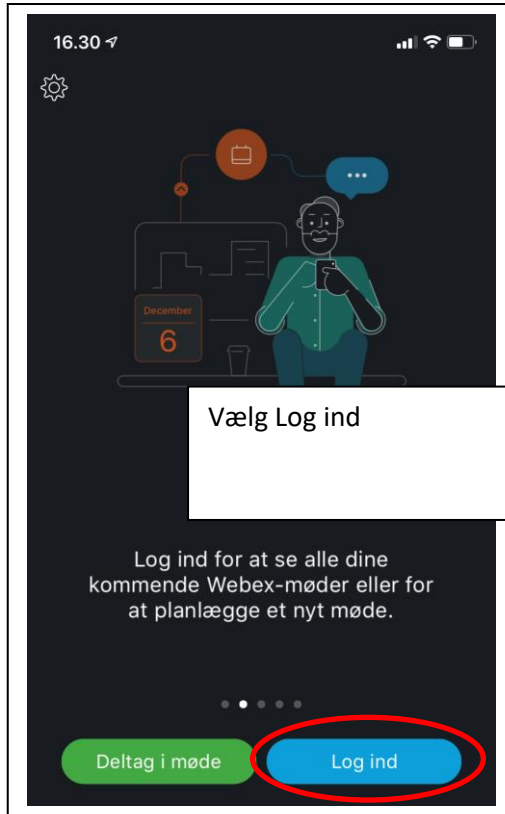 16.30
December
6
Vælg Log ind
Log ind for at se alle dine
kommende Webex-møder eller for
at planlægge et nyt møde.
Deltag i møde
Log ind